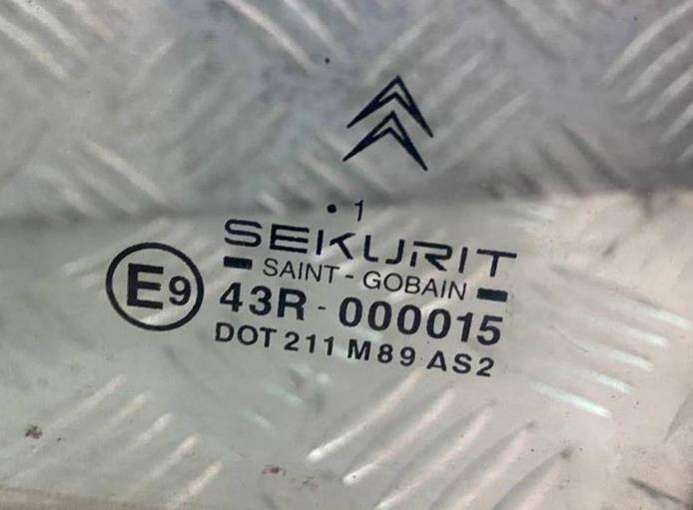 • 1
SEKURIT
SAINT - GOBAIN
E9 43R - 000015
DOT 211 M89 AS2